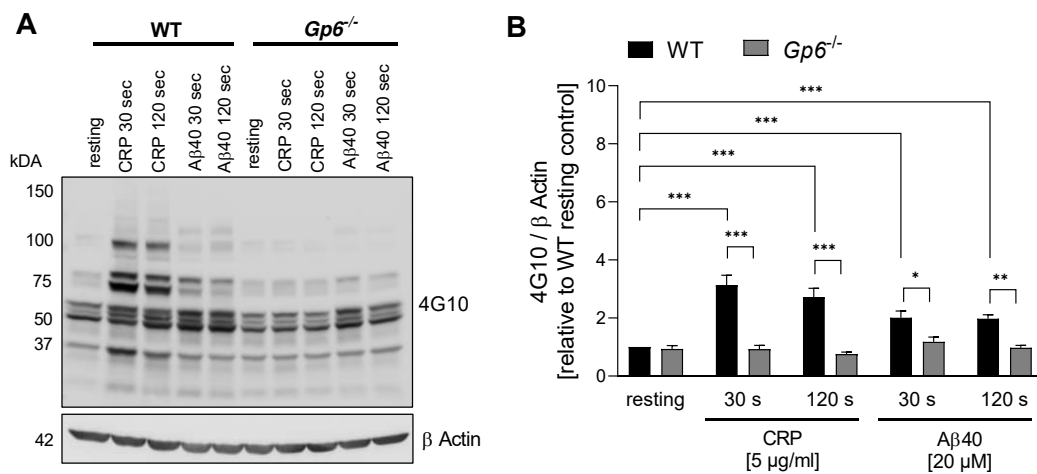 A
WT
Gp6-/-
resting
CRP 30 sec
CRP 120 sec
Aβ40 30 sec
Aβ40 120 sec
resting
CRP 30 sec
CRP 120 sec
Aβ40 30 sec
Aβ40 120 sec
kDA
150
100
75
50
37
4G10
42
β Actin
B
WT
Gp6-/-
4G10 / β Actin
[relative to WT resting control]
10
8
6
4
2
0
***
***
***
***
***
***
*
**
resting
30 s
120 s
30 s
120 s
CRP
[5 µg/ml]
Aβ40
[20 µM]